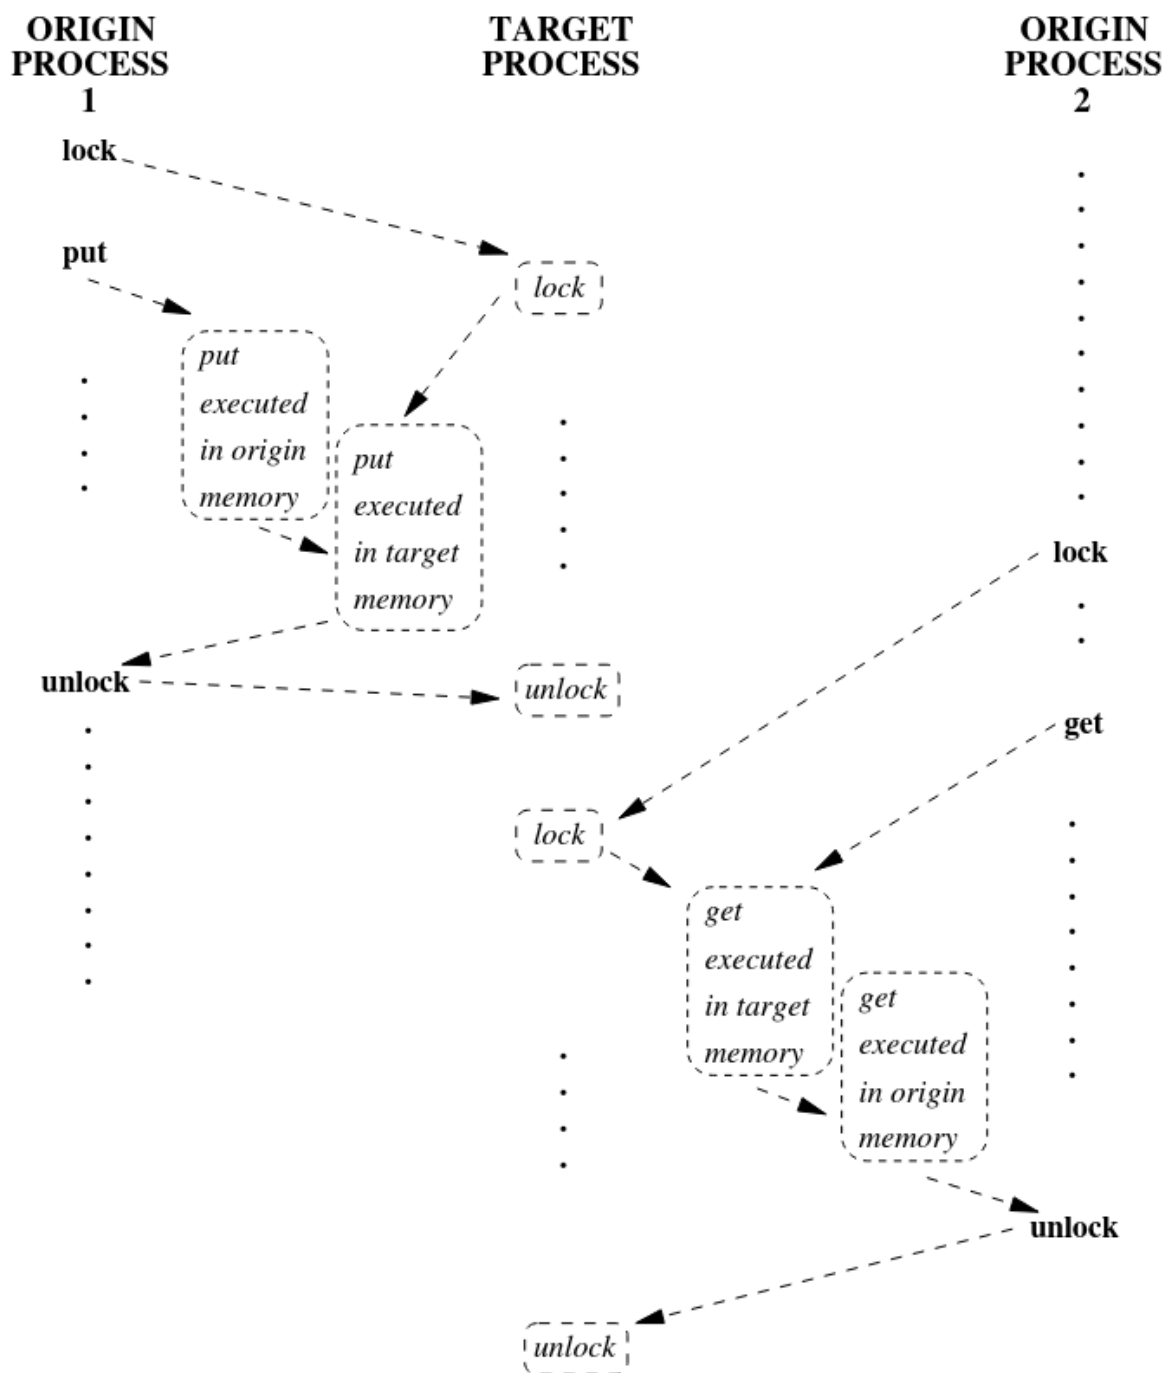 ORIGIN
PROCESS
1
TARGET
PROCESS
ORIGIN
PROCESS
2
lock
put
lock
put
executed
in origin
memory
put
executed
in target
memory
lock
unlock
unlock
get
lock
get
executed
in target
memory
get
executed
in origin
memory
unlock
unlock